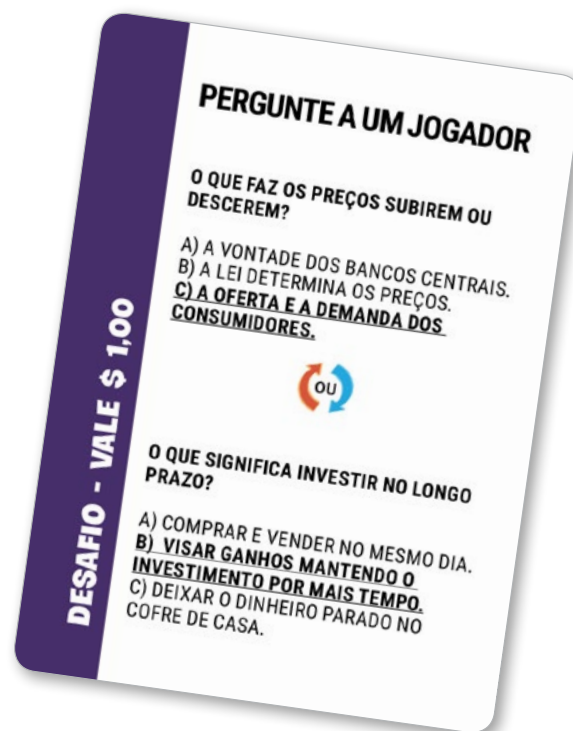 PERGUNTE A UM JOGADOR
O QUE FAZ OS PREÇOS SUBIREM OU
DESCEREM?
A) A VONTADE DOS BANCOS CENTRAIS.
B) A LEI DETERMINA OS PREÇOS.
C) A OFERTA E A DEMANDA DOS
CONSUMIDORES.
OU
O QUE SIGNIFICA INVESTIR NO LONGO
PRAZO?
A) COMPRAR E VENDER NO MESMO DIA.
B) VISAR GANHOS MANTENDO O
INVESTIMENTO POR MAIS TEMPO.
C) DEIXAR O DINHEIRO PARADO NO
COFRE DE CASA.
DESAFIO - VALE $ 1,00